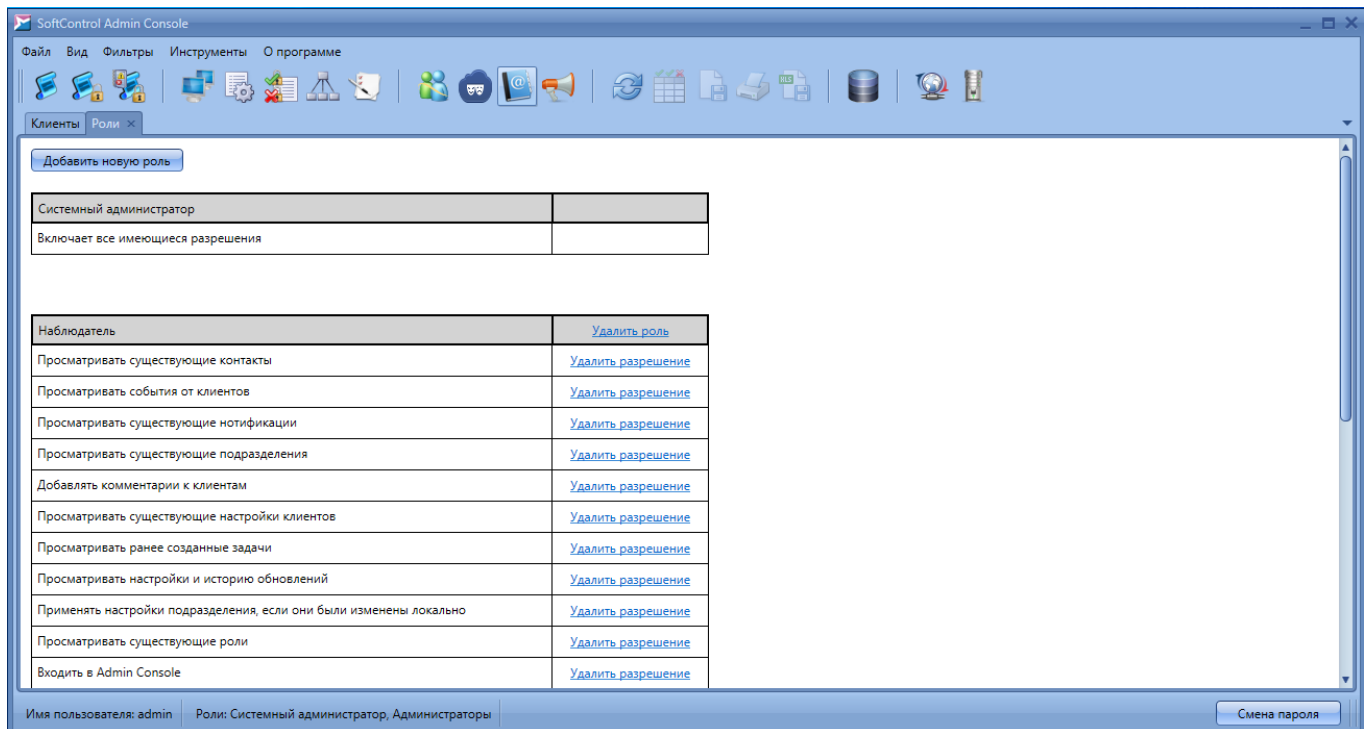 SoftControl Admin Console
Файл Вид Фильтры Инструменты О программе
Клиенты Роли
Добавить новую роль
Системный администратор
Включает все имеющиеся разрешения
Наблюдатель Удалить роль
Просматривать существующие контакты Удалить разрешение
Просматривать события от клиентов Удалить разрешение
Просматривать существующие нотификации Удалить разрешение
Просматривать существующие подразделения Удалить разрешение
Добавлять комментарии к клиентам Удалить разрешение
Просматривать существующие настройки клиентов Удалить разрешение
Просматривать ранее созданные задачи Удалить разрешение
Просматривать настройки и историю обновлений Удалить разрешение
Применять настройки подразделения, если они были изменены локально Удалить разрешение
Просматривать существующие роли Удалить разрешение
Входить в Admin Console Удалить разрешение
Имя пользователя: admin Роли: Системный администратор, Администраторы Смена пароля